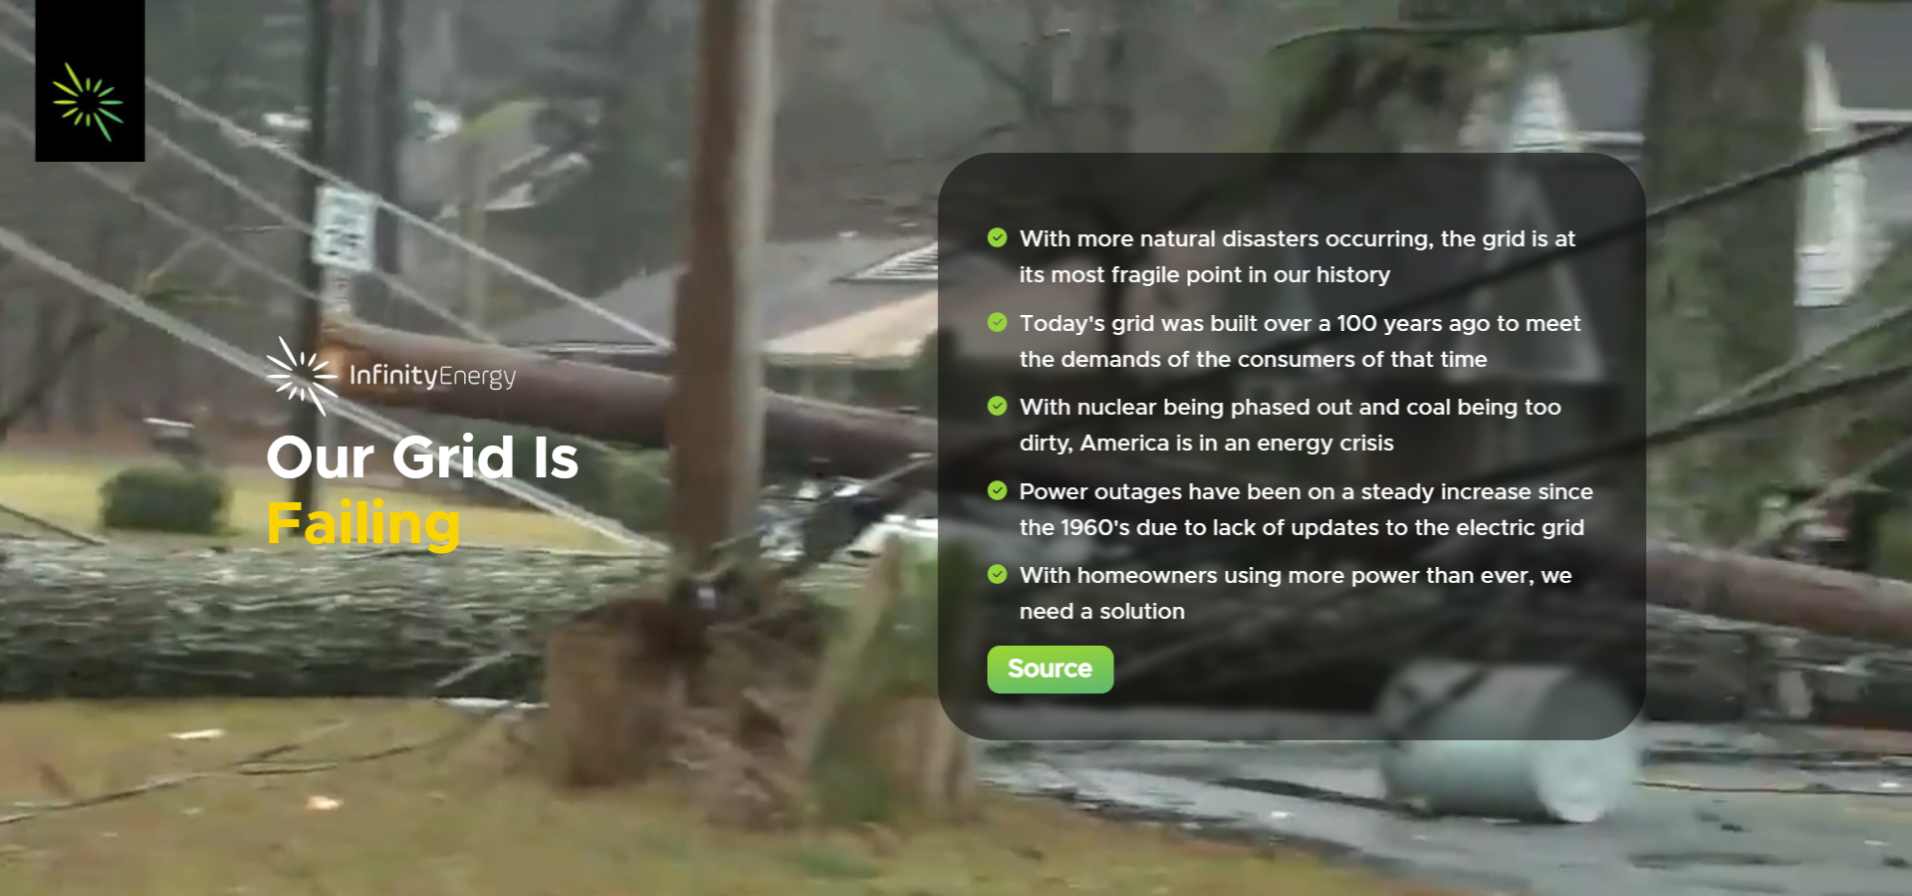 InfinityEnergy
Our Grid Is
Failing
With more natural disasters occurring, the grid is at
its most fragile point in our history
Today's grid was built over a 100 years ago to meet
the demands of the consumers of that time
With nuclear being phased out and coal being too
dirty, America is in an energy crisis
Power outages have been on a steady increase since
the 1960's due to lack of updates to the electric grid
With homeowners using more power than ever, we
need a solution
Source